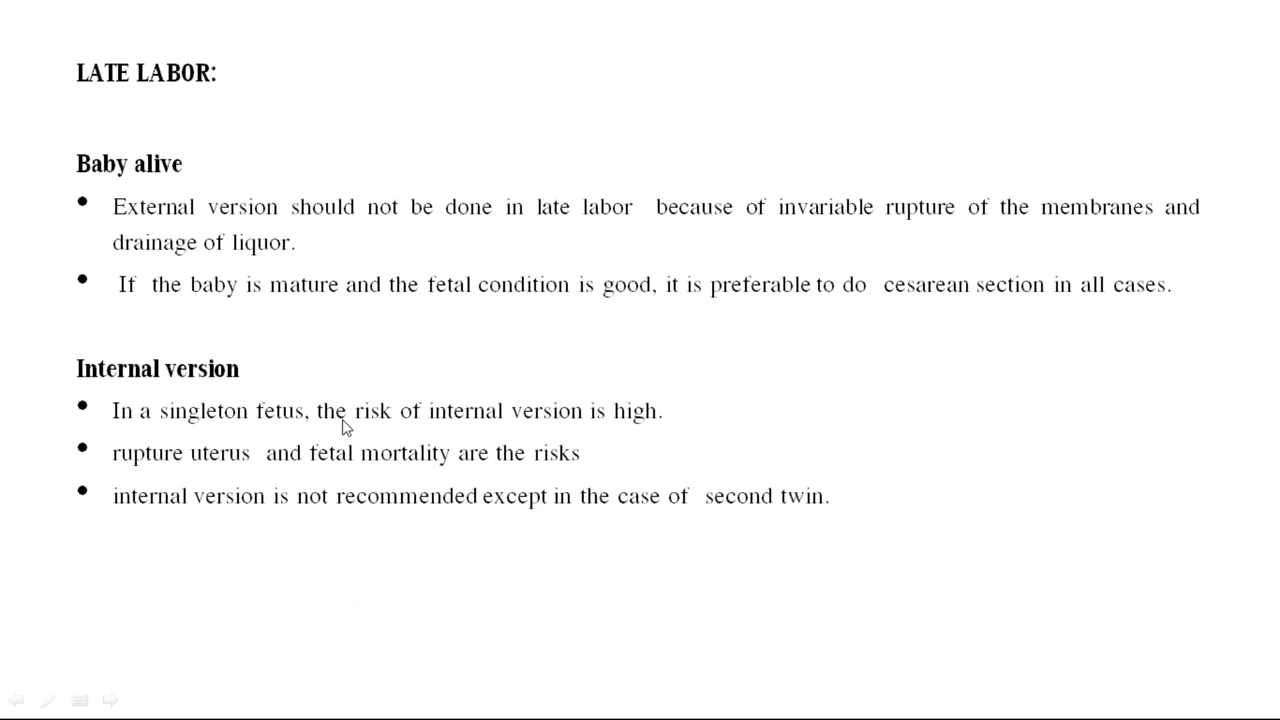 LATE LABOR:
Baby alive
• External version should not be done in late labor because of invariable rupture of the membranes and
drainage of liquor.
• If the baby is mature and the fetal condition is good, it is preferable to do cesarean section in all cases.
Internal version
• In a singleton fetus, the risk of internal version is high.
• rupture uterus and fetal mortality are the risks
• internal version is not recommended except in the case of second twin.